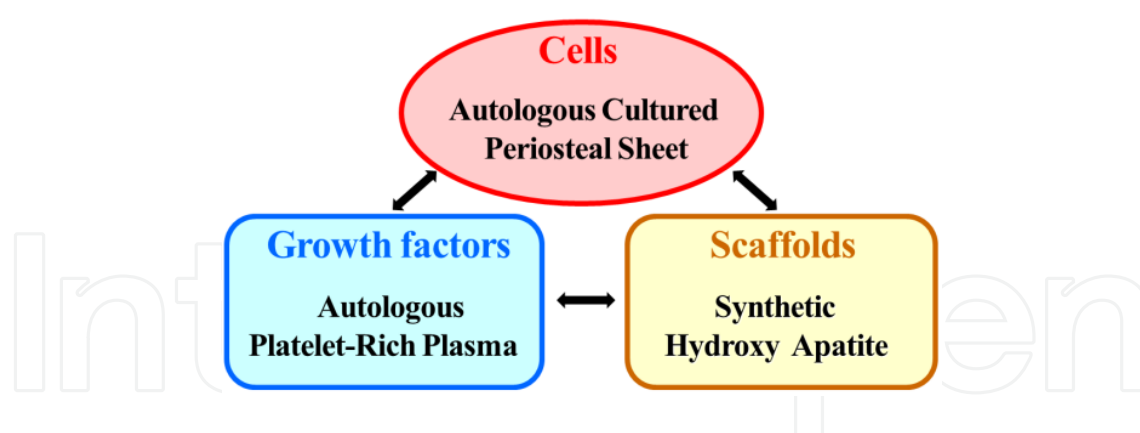 Cells
Autologous Cultured
Periosteal Sheet
Growth factors
Autologous
Platelet-Rich Plasma
Scaffolds
Synthetic
Hydroxy Apatite